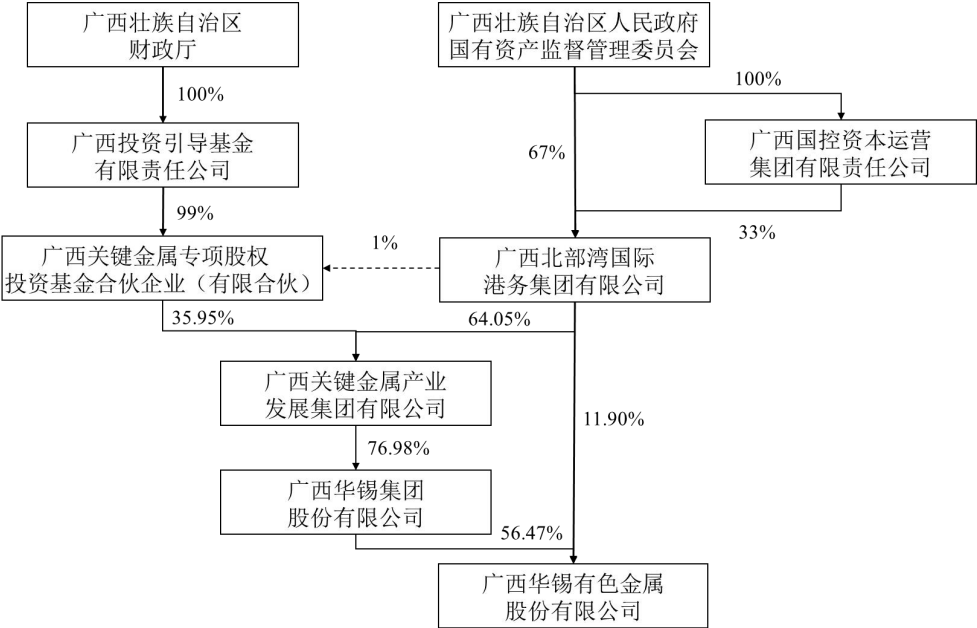 广西壮族自治区
财政厅
广西壮族自治区人民政府
国有资产监督管理委员会
100%
100%
广西投资引导基金
有限责任公司
67%
广西国控资本运营
集团有限责任公司
99%
33%
广西关键金属专项股权
投资基金合伙企业（有限合伙）
1%
广西北部湾国际
港务集团有限公司
35.95%
64.05%
广西关键金属产业
发展集团有限公司
11.90%
76.98%
广西华锡集团
股份有限公司
56.47%
广西华锡有色金属
股份有限公司